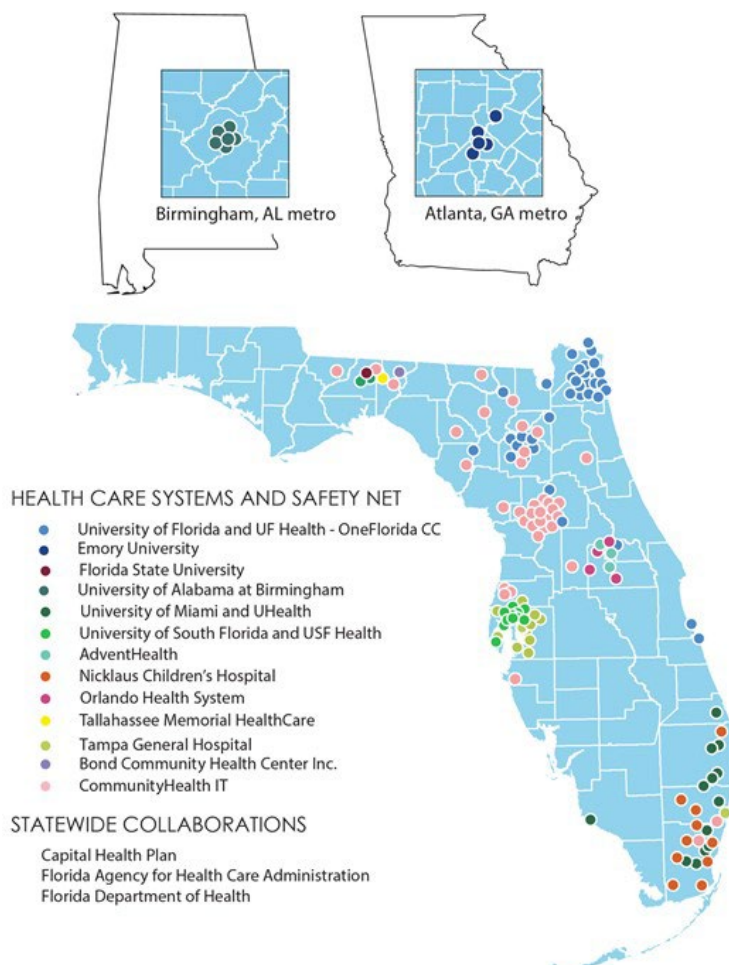 Birmingham, AL metro
Atlanta, GA metro
HEALTH CARE SYSTEMS AND SAFETY NET
University of Florida and UF Health - OneFlorida CC
Emory University
Florida State University
University of Alabama at Birmingham
University of Miami and UHealth
University of South Florida and USF Health
AdventHealth
Nicklaus Children's Hospital
Orlando Health System
Tallahassee Memorial HealthCare
Tampa General Hospital
Bond Community Health Center Inc.
CommunityHealth IT
STATEWIDE COLLABORATIONS
Capital Health Plan
Florida Agency for Health Care Administration
Florida Department of Health